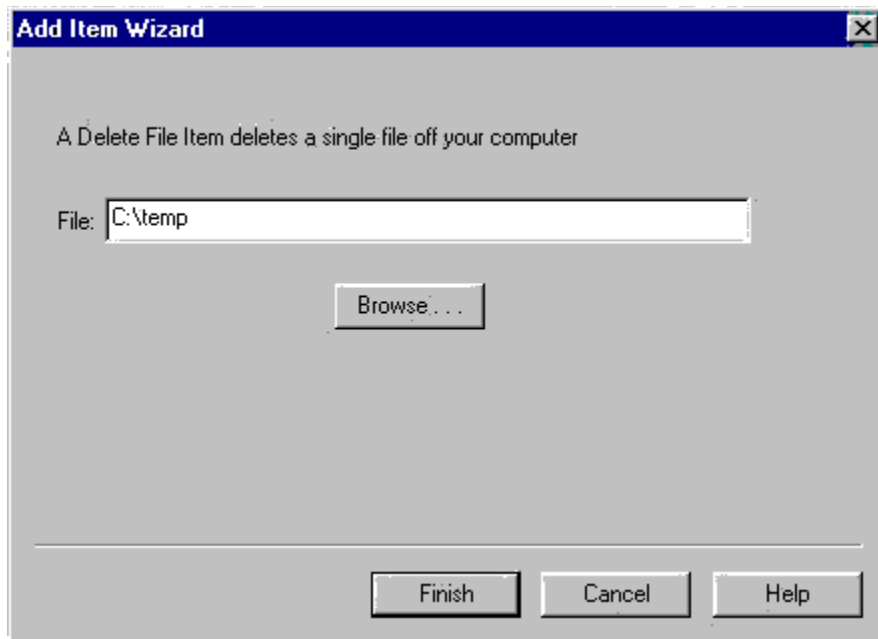 Add Item Wizard
A Delete File Item deletes a single file off your computer
File: C:\temp
Browse . . .
Finish Cancel Help